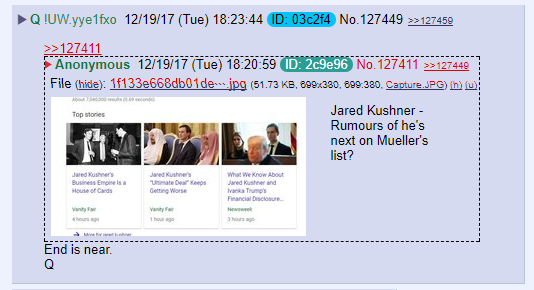 ▶ Q !UW.yye1fxo 12/19/17 (Tue) 18:23:44 ID: 03c2f4 No.127449 >>127459
>>127411
▶ Anonymous 12/19/17 (Tue) 18:20:59 ID: 2c9e96 No.127411 >>127449
File (hide): 1f133e668db01de⋯.jpg (51.73 KB, 699x380, 699:380, Capture.JPG) (h) (u)
About 7,040,000 results (0.69 seconds)
Top stories
Jared Kushner's
Business Empire Is a
House of Cards
Vanity Fair
4 hours ago
Jared Kushner's
"Ultimate Deal" Keeps
Getting Worse
Vanity Fair
1 hour ago
What We Know About
Jared Kushner and
Ivanka Trump's
Financial Disclosure...
Newsweek
3 hours ago
→ More for jared kushner
Jared Kushner -
Rumours of he's
next on Mueller's
list?
End is near.
Q